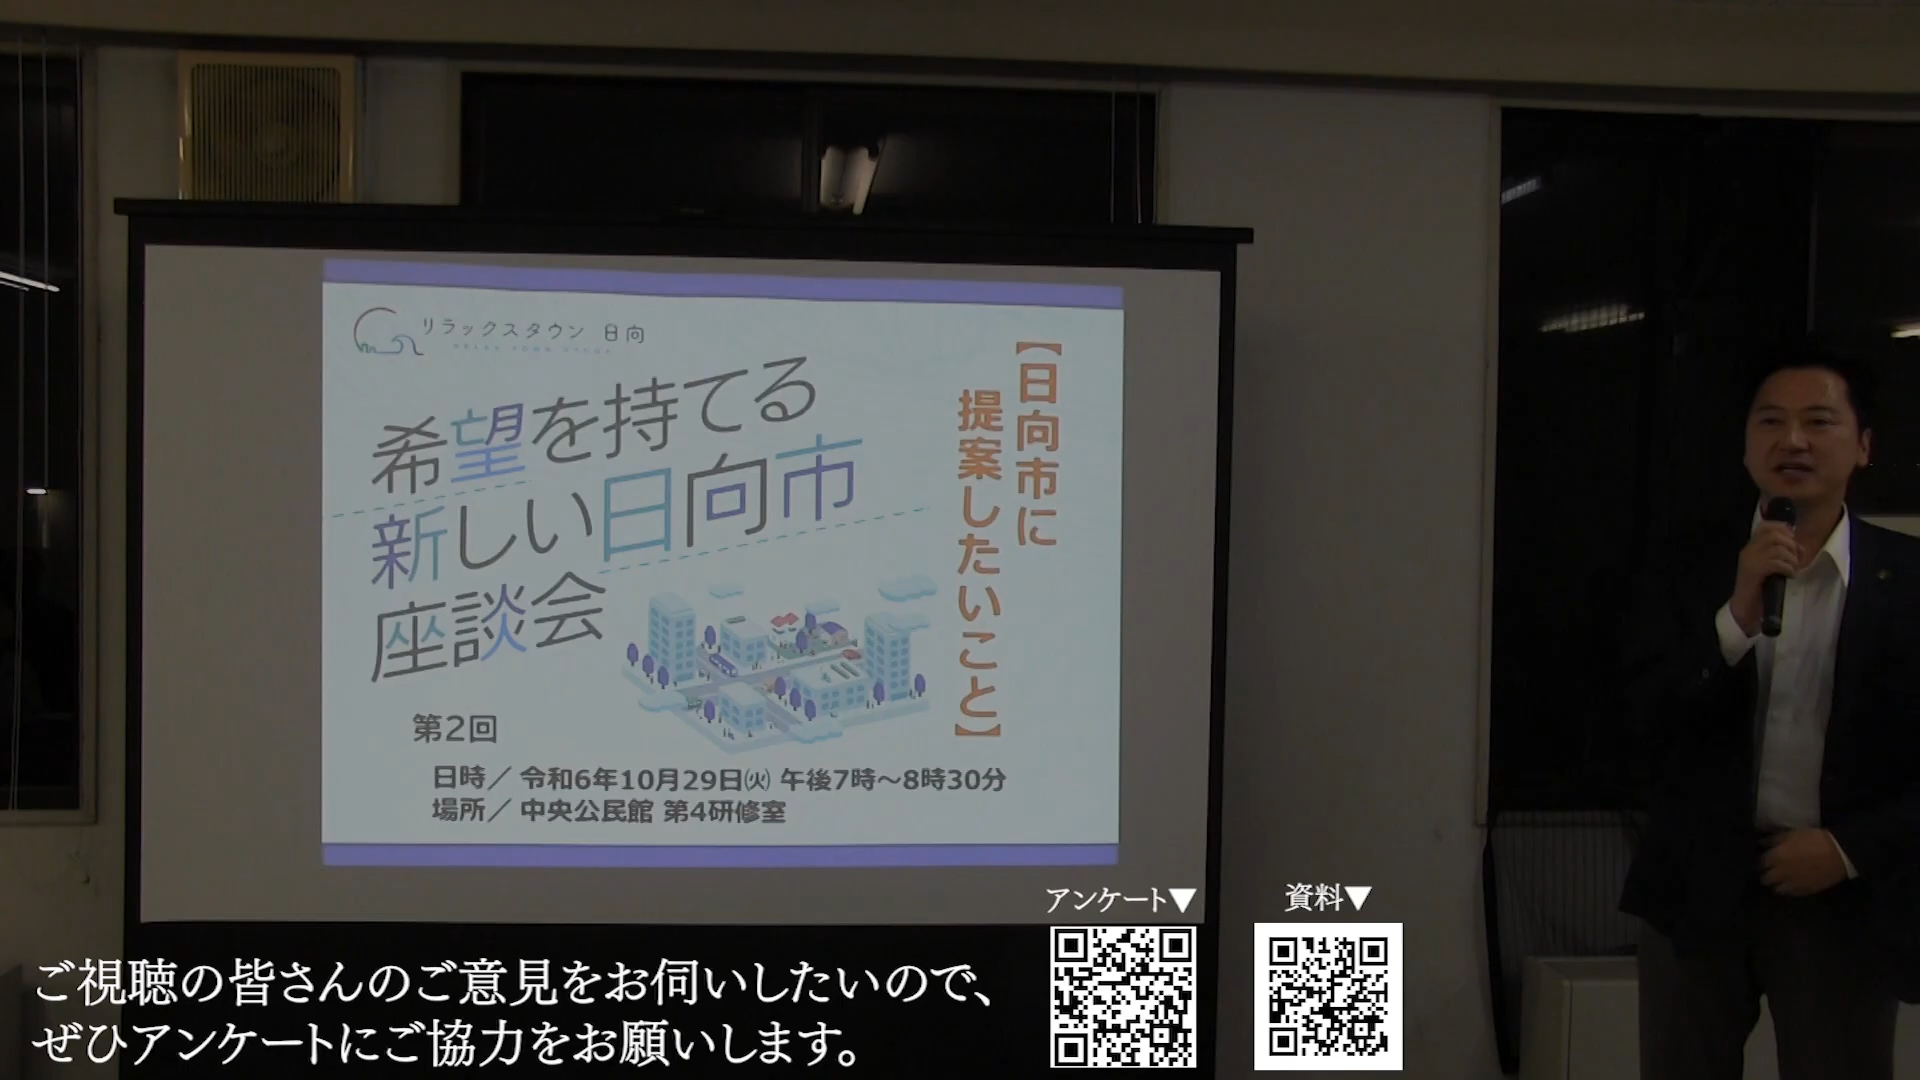 リラックスタウン 日向
希望を持てる
新しい日向市
座談会
【日向市に
提案したいこと】
第2回
日時／令和6年10月29日㈫ 午後7時～8時30分
場所／中央公民館 第4研修室
アンケート▼
資料▼
ご視聴の皆さんのご意見をお伺いしたいので、
ぜひアンケートにご協力をお願いします。